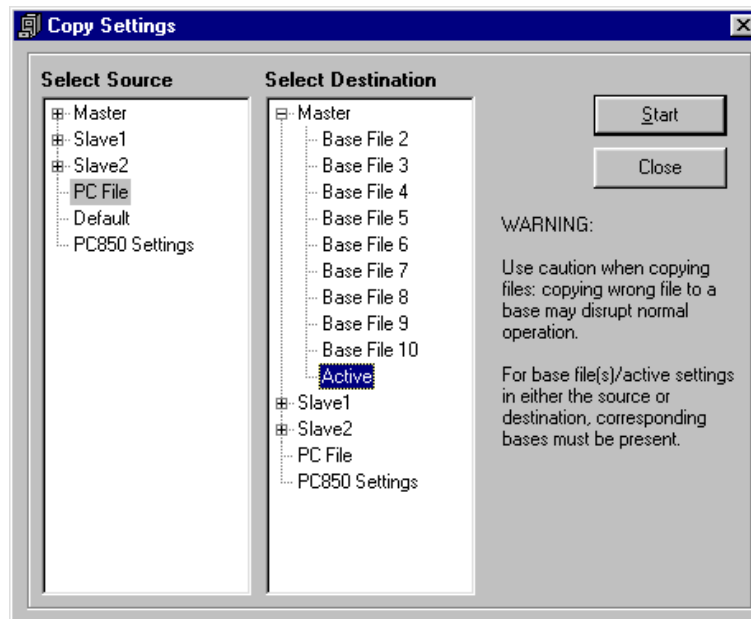 Copy Settings
Select Source
Master
Slave1
Slave2
PC File
Default
PC850 Settings
Select Destination
Master
Base File 2
Base File 3
Base File 4
Base File 5
Base File 6
Base File 7
Base File 8
Base File 9
Base File 10
Active
Slave1
Slave2
PC File
PC850 Settings
Start
Close
WARNING:
Use caution when copying
files: copying wrong file to a
base may disrupt normal
operation.
For base file(s)/active settings
in either the source or
destination, corresponding
bases must be present.